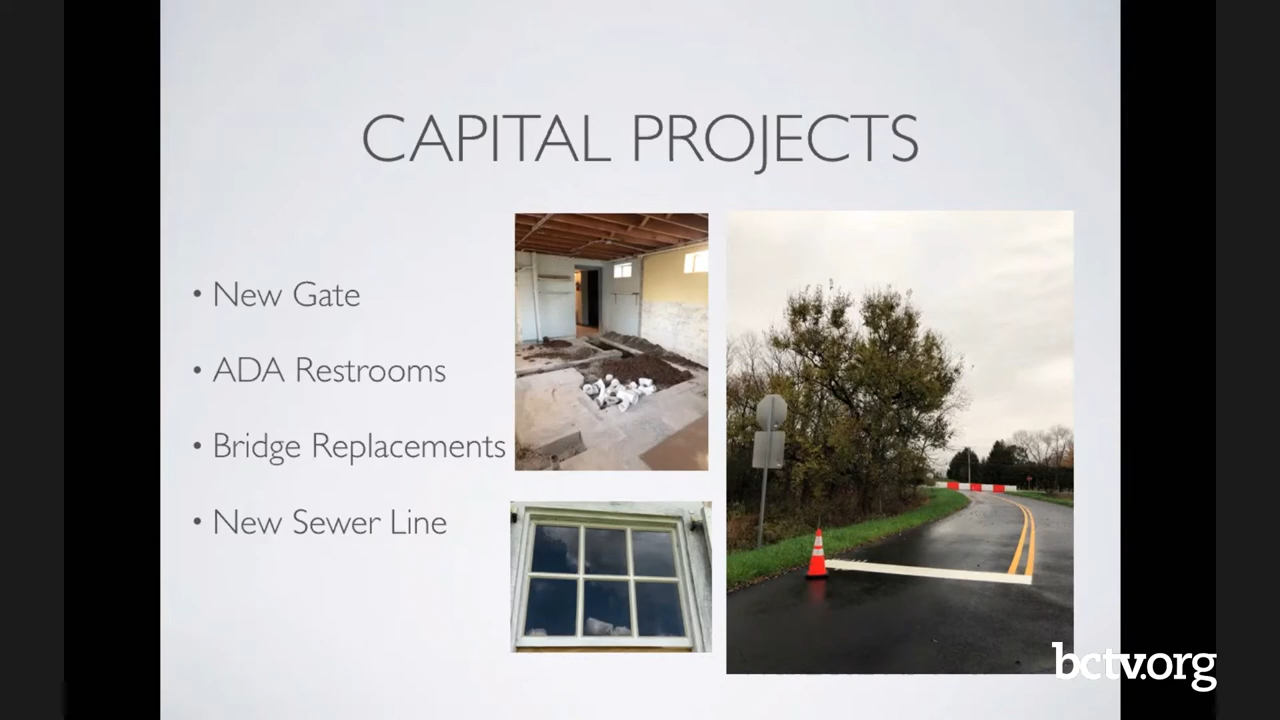 CAPITAL PROJECTS
• New Gate
• ADA Restrooms
• Bridge Replacements
• New Sewer Line
bctv.org